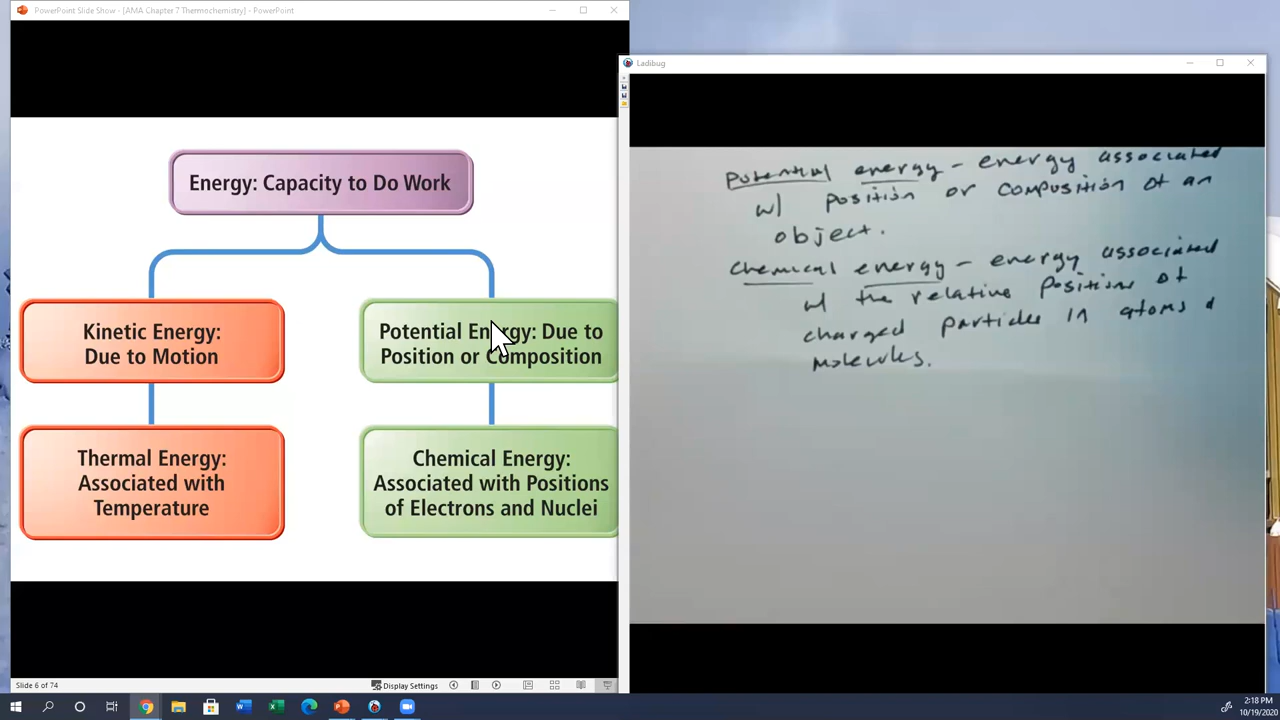 PowerPoint Slide Show - [AMA Chapter 7 Thermochemistry] - PowerPoint
Energy: Capacity to Do Work
Kinetic Energy:
Due to Motion
Potential Energy: Due to
Position or Composition
Thermal Energy:
Associated with
Temperature
Chemical Energy:
Associated with Positions
of Electrons and Nuclei
Slide 6 of 74
Display Settings
Ladibug
Potential energy - energy associated
w/ position or composition of an
object.
Chemical energy - energy associated
w/ the relative positions of
charged particles in atoms &
molecules.
2:18 PM
10/19/2020